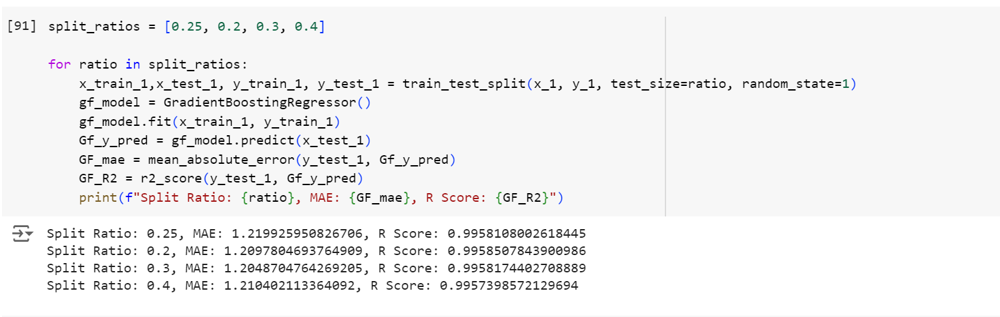 [91] split_ratios = [0.25, 0.2, 0.3, 0.4]
for ratio in split_ratios:
x_train_1,x_test_1, y_train_1, y_test_1 = train_test_split(x_1, y_1, test_size=ratio, random_state=1)
gf_model = GradientBoostingRegressor()
gf_model.fit(x_train_1, y_train_1)
Gf_y_pred = gf_model.predict(x_test_1)
GF_mae = mean_absolute_error(y_test_1, Gf_y_pred)
GF_R2 = r2_score(y_test_1, Gf_y_pred)
print(f"Split Ratio: {ratio}, MAE: {GF_mae}, R Score: {GF_R2}")
Split Ratio: 0.25, MAE: 1.219925950826706, R Score: 0.9958108002618445
Split Ratio: 0.2, MAE: 1.2097804693764909, R Score: 0.9958507843900986
Split Ratio: 0.3, MAE: 1.2048704764269205, R Score: 0.9958174402708889
Split Ratio: 0.4, MAE: 1.210402113364092, R Score: 0.9957398572129694